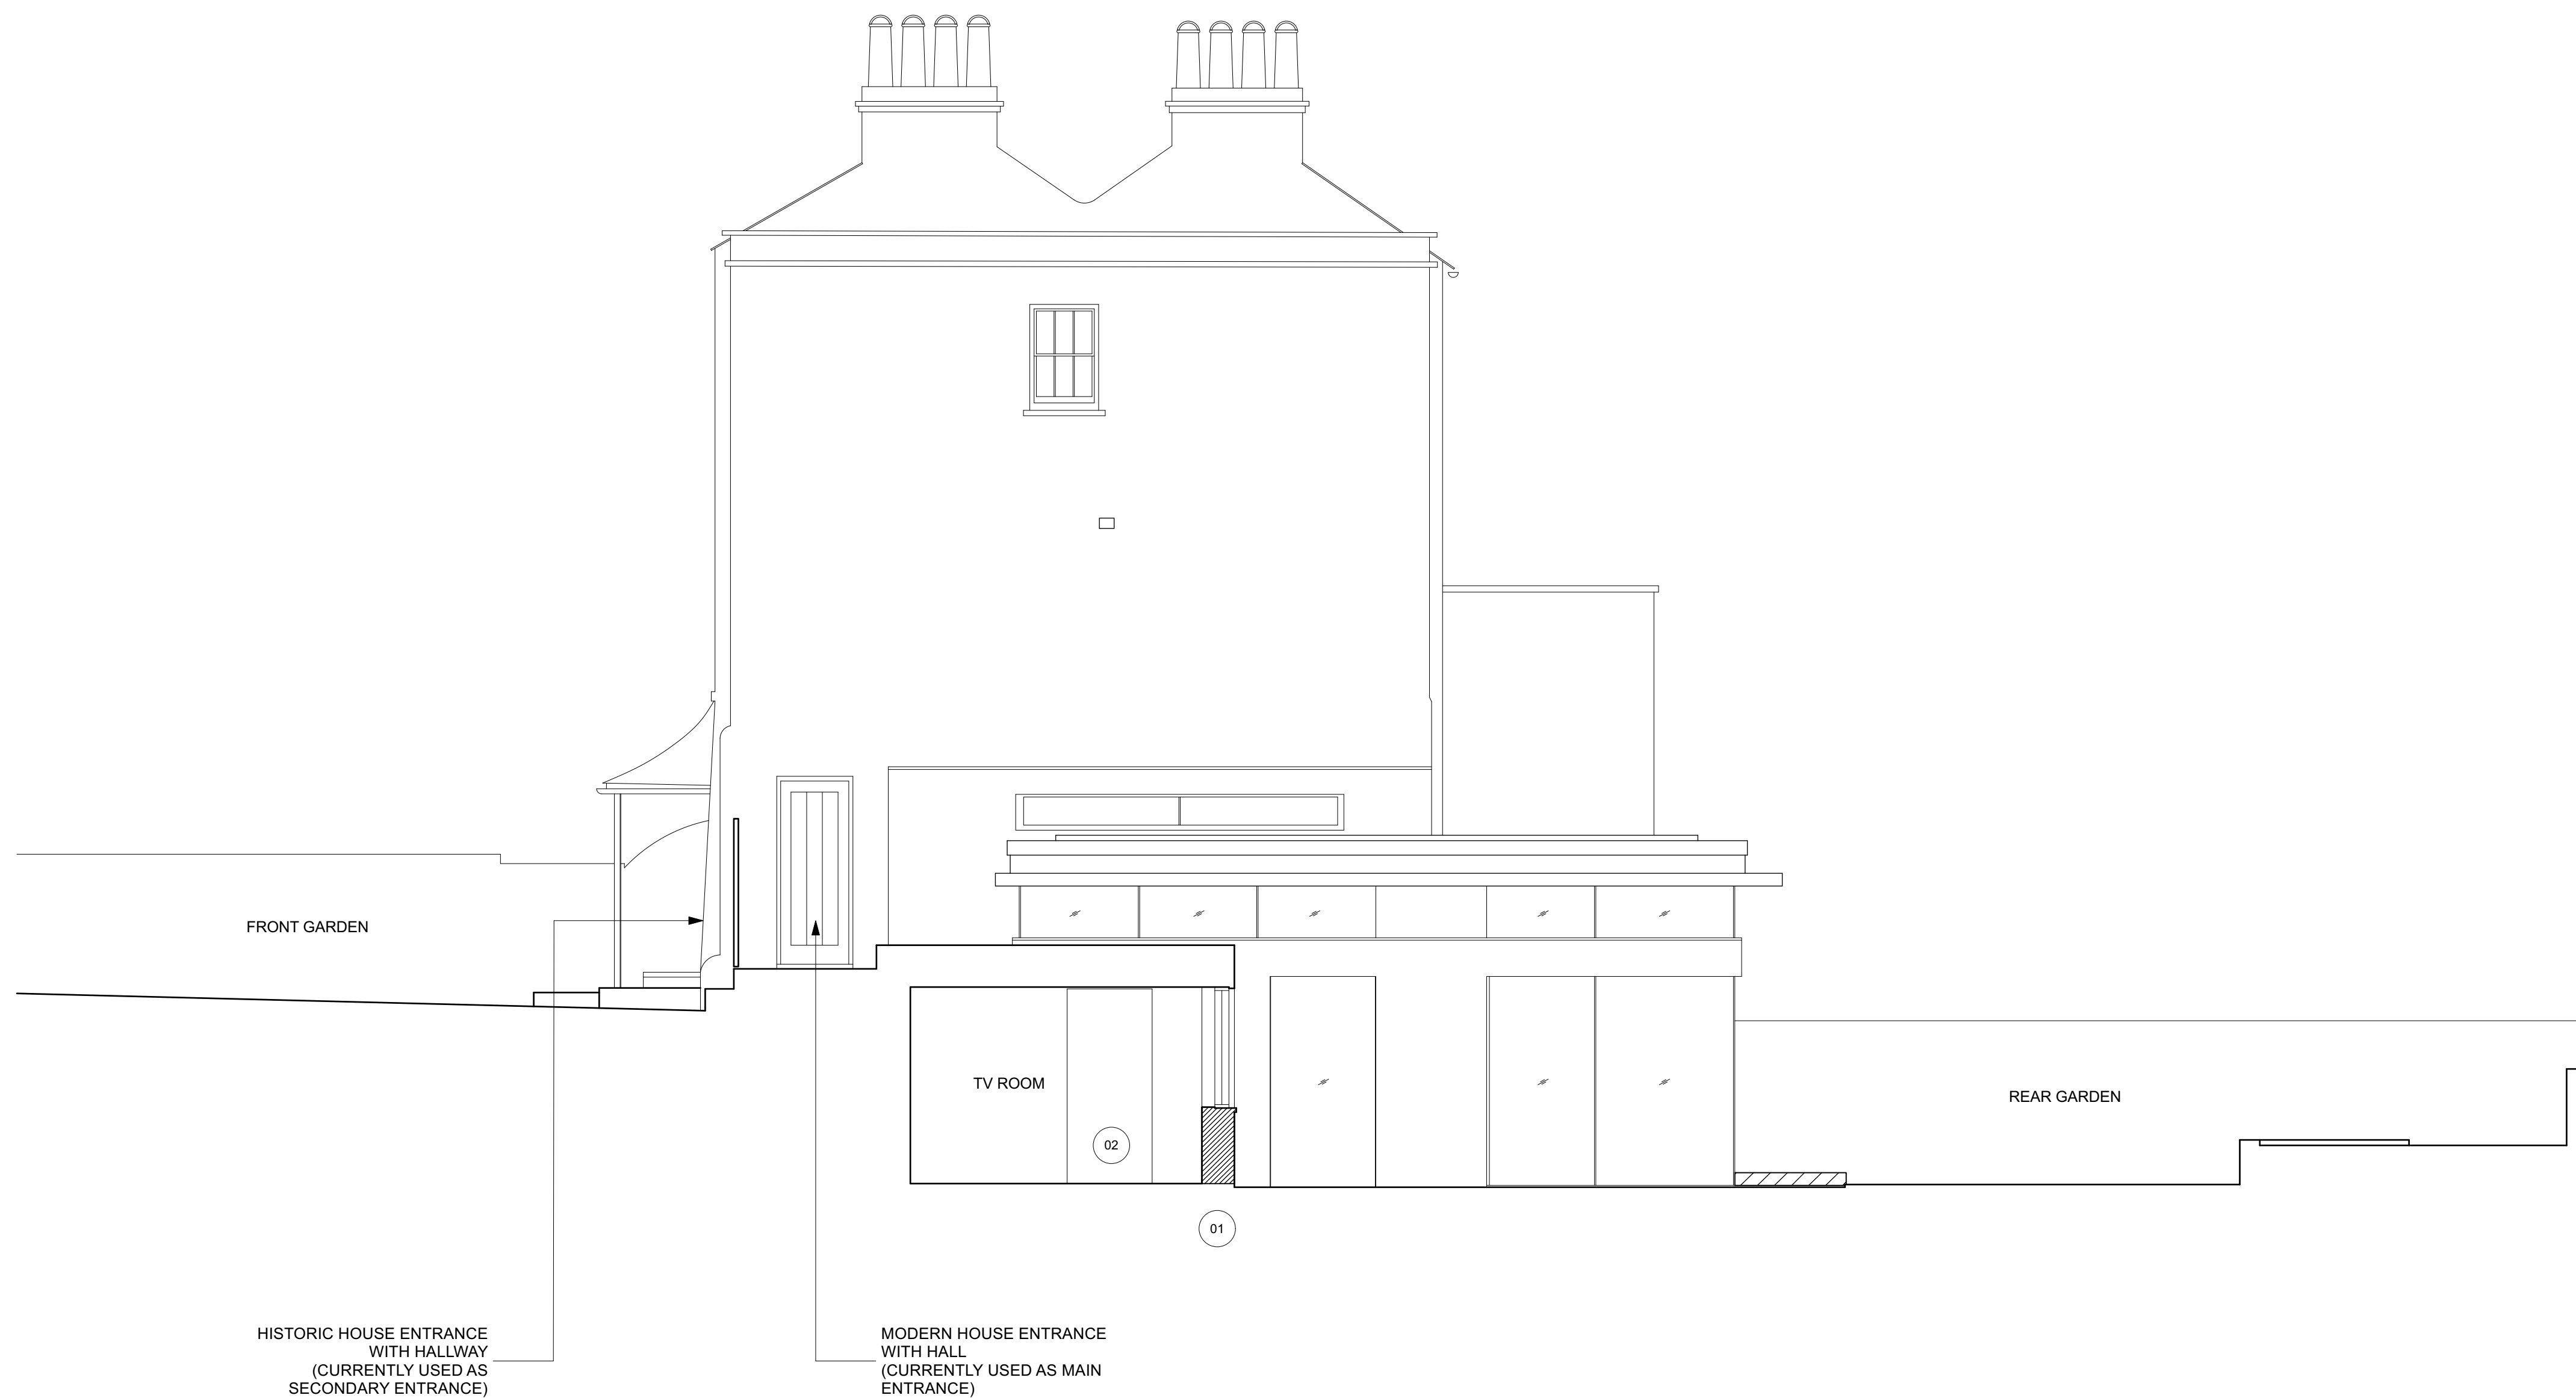 FRONT GARDEN
TV ROOM
REAR GARDEN
02
01
HISTORIC HOUSE ENTRANCE
WITH HALLWAY
(CURRENTLY USED AS
SECONDARY ENTRANCE)
MODERN HOUSE ENTRANCE
WITH HALL
(CURRENTLY USED AS MAIN
ENTRANCE)